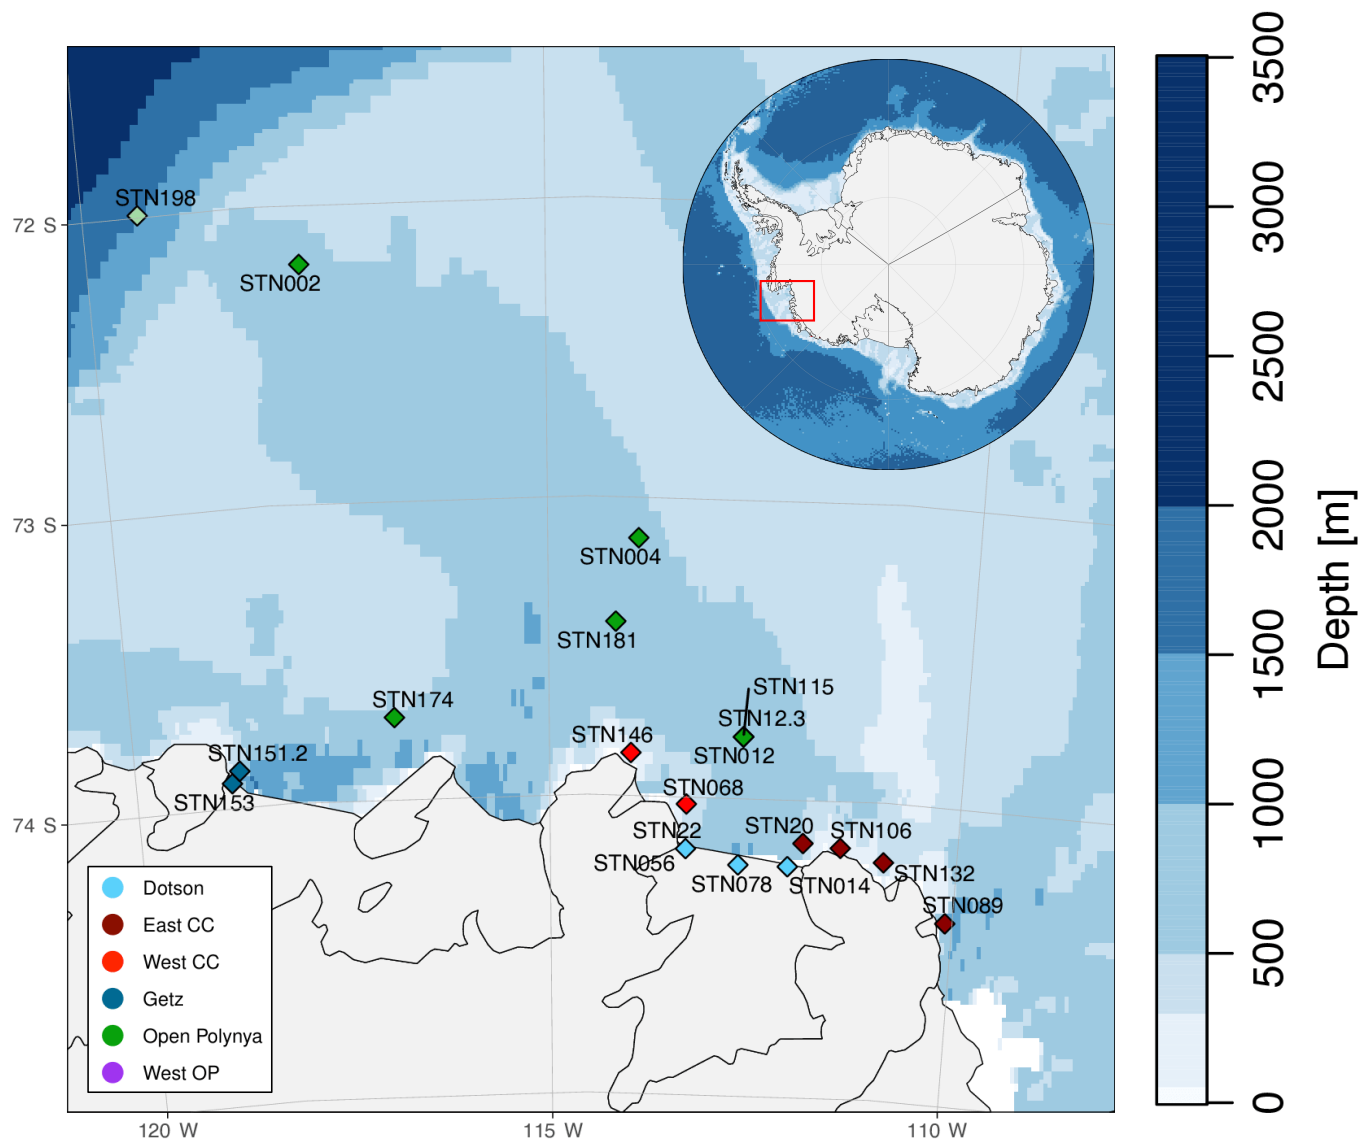 STN198
72 S
STN002
73 S
STN004
STN181
STN115
STN174
STN12.3
STN146
STN012
STN151.2
STN068
STN153
74 S
STN22
STN20
STN106
STN056
STN132
STN078
STN014
STN089
Dotson
East CC
West CC
Getz
Open Polynya
West OP
120 W
115 W
110 W
3500
3000
2500
2000
1500
1000
500
0
Depth [m]